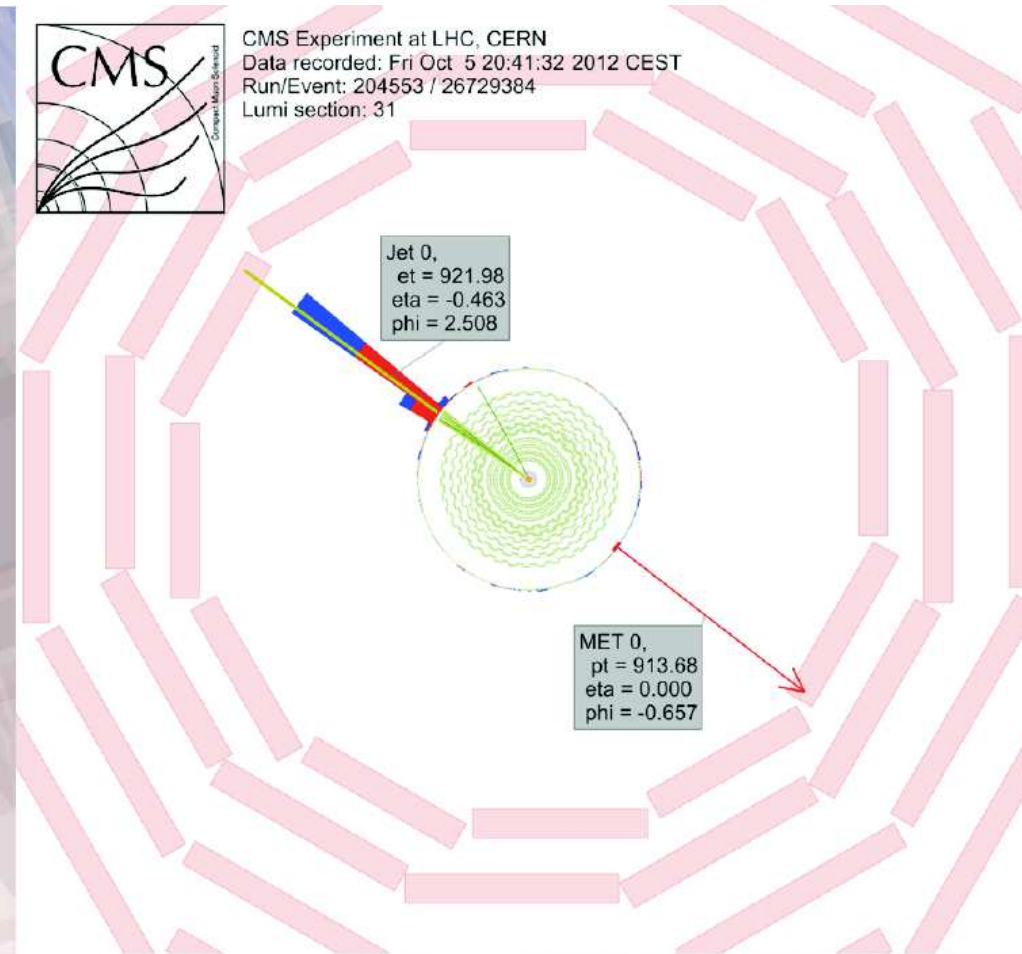 CMS
Compact Muon Solenoid
CMS Experiment at LHC, CERN
Data recorded: Fri Oct 5 20:41:32 2012 CEST
Run/Event: 204553 / 26729384
Lumi section: 31
Jet 0,
et = 921.98
eta = -0.463
phi = 2.508
MET 0,
pt = 913.68
eta = 0.000
phi = -0.657